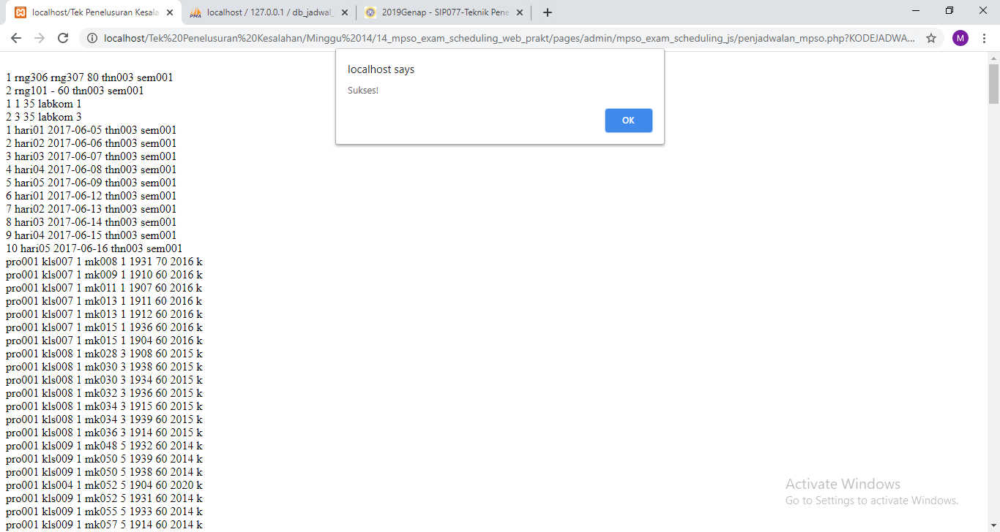 localhost/Tek Penelusuran Kesala
localhost / 127.0.0.1 / db_jadwal_
2019Genap - SIP077-Teknik Pene
localhost/Tek%20Penelusuran%20Kesalahan/Minggu%2014/14_mpso_exam_scheduling_web_prakt/pages/admin/mpso_exam_scheduling_js/penjadwalan_mpso.php?KODEJADWA...
M
localhost says
Sukses!
OK
1 rng306 rng307 80 thn003 sem001
2 rng101 - 60 thn003 sem001
1 1 35 labkom 1
2 3 35 labkom 3
1 hari01 2017-06-05 thn003 sem001
2 hari02 2017-06-06 thn003 sem001
3 hari03 2017-06-07 thn003 sem001
4 hari04 2017-06-08 thn003 sem001
5 hari05 2017-06-09 thn003 sem001
6 hari01 2017-06-12 thn003 sem001
7 hari02 2017-06-13 thn003 sem001
8 hari03 2017-06-14 thn003 sem001
9 hari04 2017-06-15 thn003 sem001
10 hari05 2017-06-16 thn003 sem001
pro001 kls007 1 mk008 1 1931 70 2016 k
pro001 kls007 1 mk009 1 1910 60 2016 k
pro001 kls007 1 mk011 1 1907 60 2016 k
pro001 kls007 1 mk013 1 1911 60 2016 k
pro001 kls007 1 mk013 1 1912 60 2016 k
pro001 kls007 1 mk015 1 1936 60 2016 k
pro001 kls007 1 mk015 1 1904 60 2016 k
pro001 kls008 1 mk028 3 1908 60 2015 k
pro001 kls008 1 mk030 3 1938 60 2015 k
pro001 kls008 1 mk030 3 1934 60 2015 k
pro001 kls008 1 mk032 3 1936 60 2015 k
pro001 kls008 1 mk034 3 1915 60 2015 k
pro001 kls008 1 mk034 3 1939 60 2015 k
pro001 kls008 1 mk036 3 1914 60 2015 k
pro001 kls009 1 mk048 5 1932 60 2014 k
pro001 kls009 1 mk050 5 1939 60 2014 k
pro001 kls009 1 mk050 5 1938 60 2014 k
pro001 kls004 1 mk052 5 1904 60 2020 k
pro001 kls009 1 mk052 5 1931 60 2014 k
pro001 kls009 1 mk055 5 1933 60 2014 k
pro001 kls009 1 mk057 5 1914 60 2014 k
Activate Windows
Go to Settings to activate Windows.